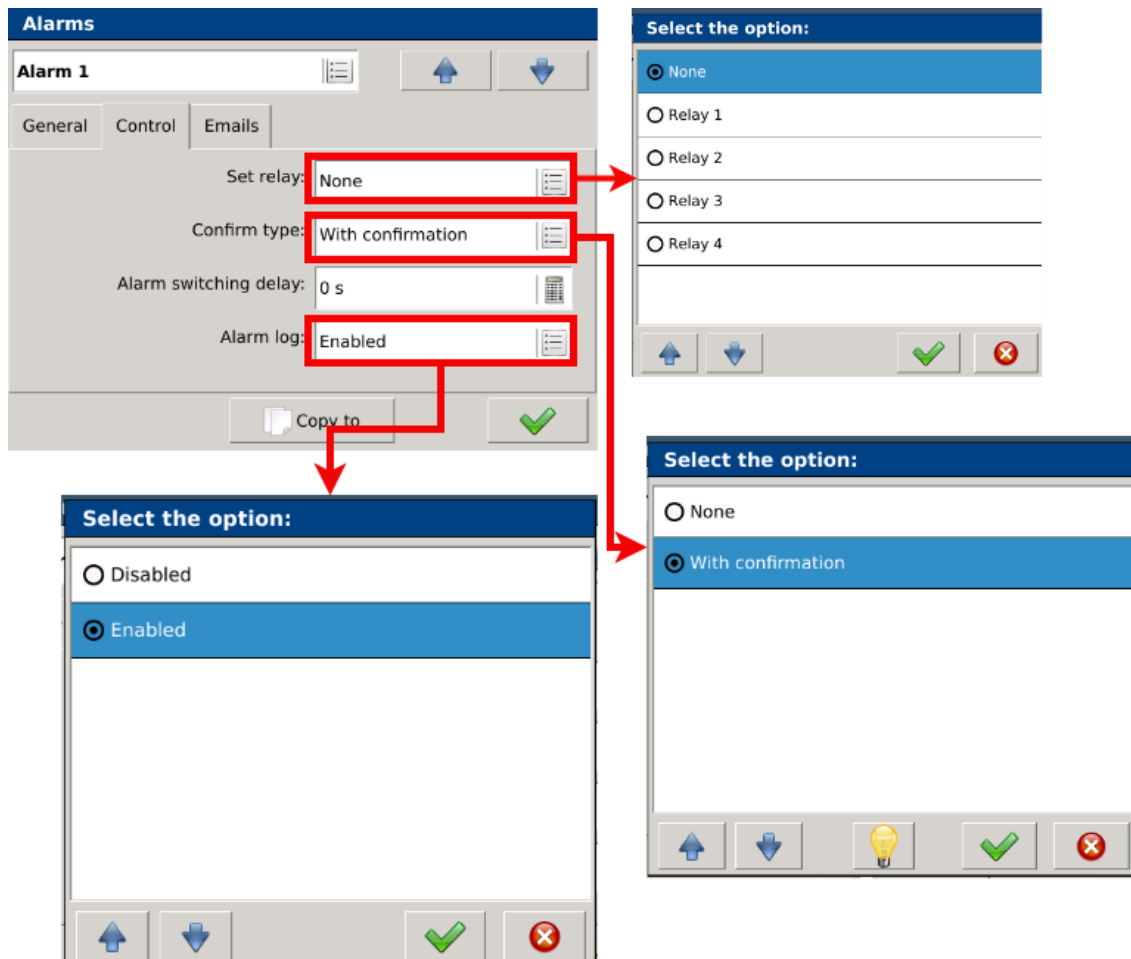 Alarms
Alarm 1
General Control Emails
Set relay: None
Confirm type: With confirmation
Alarm switching delay: 0 s
Alarm log: Enabled
Copy to
Select the option:
None
Relay 1
Relay 2
Relay 3
Relay 4
Select the option:
Disabled
Enabled
Select the option:
None
With confirmation